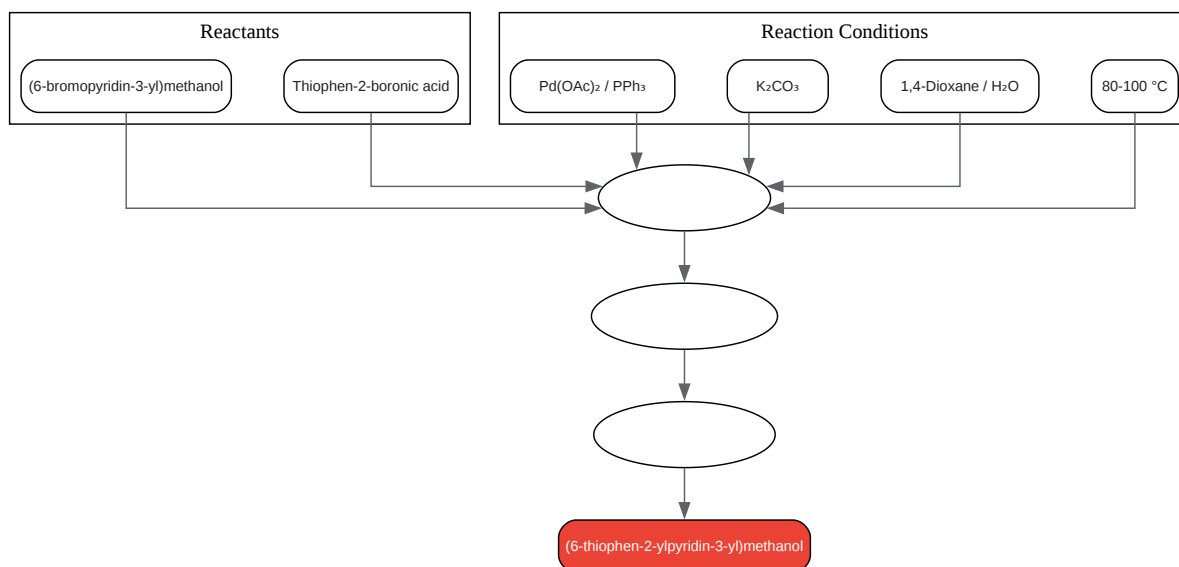 Reactants
Reaction Conditions
(6-bromopyridin-3-yl)methanol
Thiophen-2-boronic acid
Pd(OAc)₂ / PPh₃
K₂CO₃
1,4-Dioxane / H₂O
80-100 °C
(6-thiophen-2-ylpyridin-3-yl)methanol